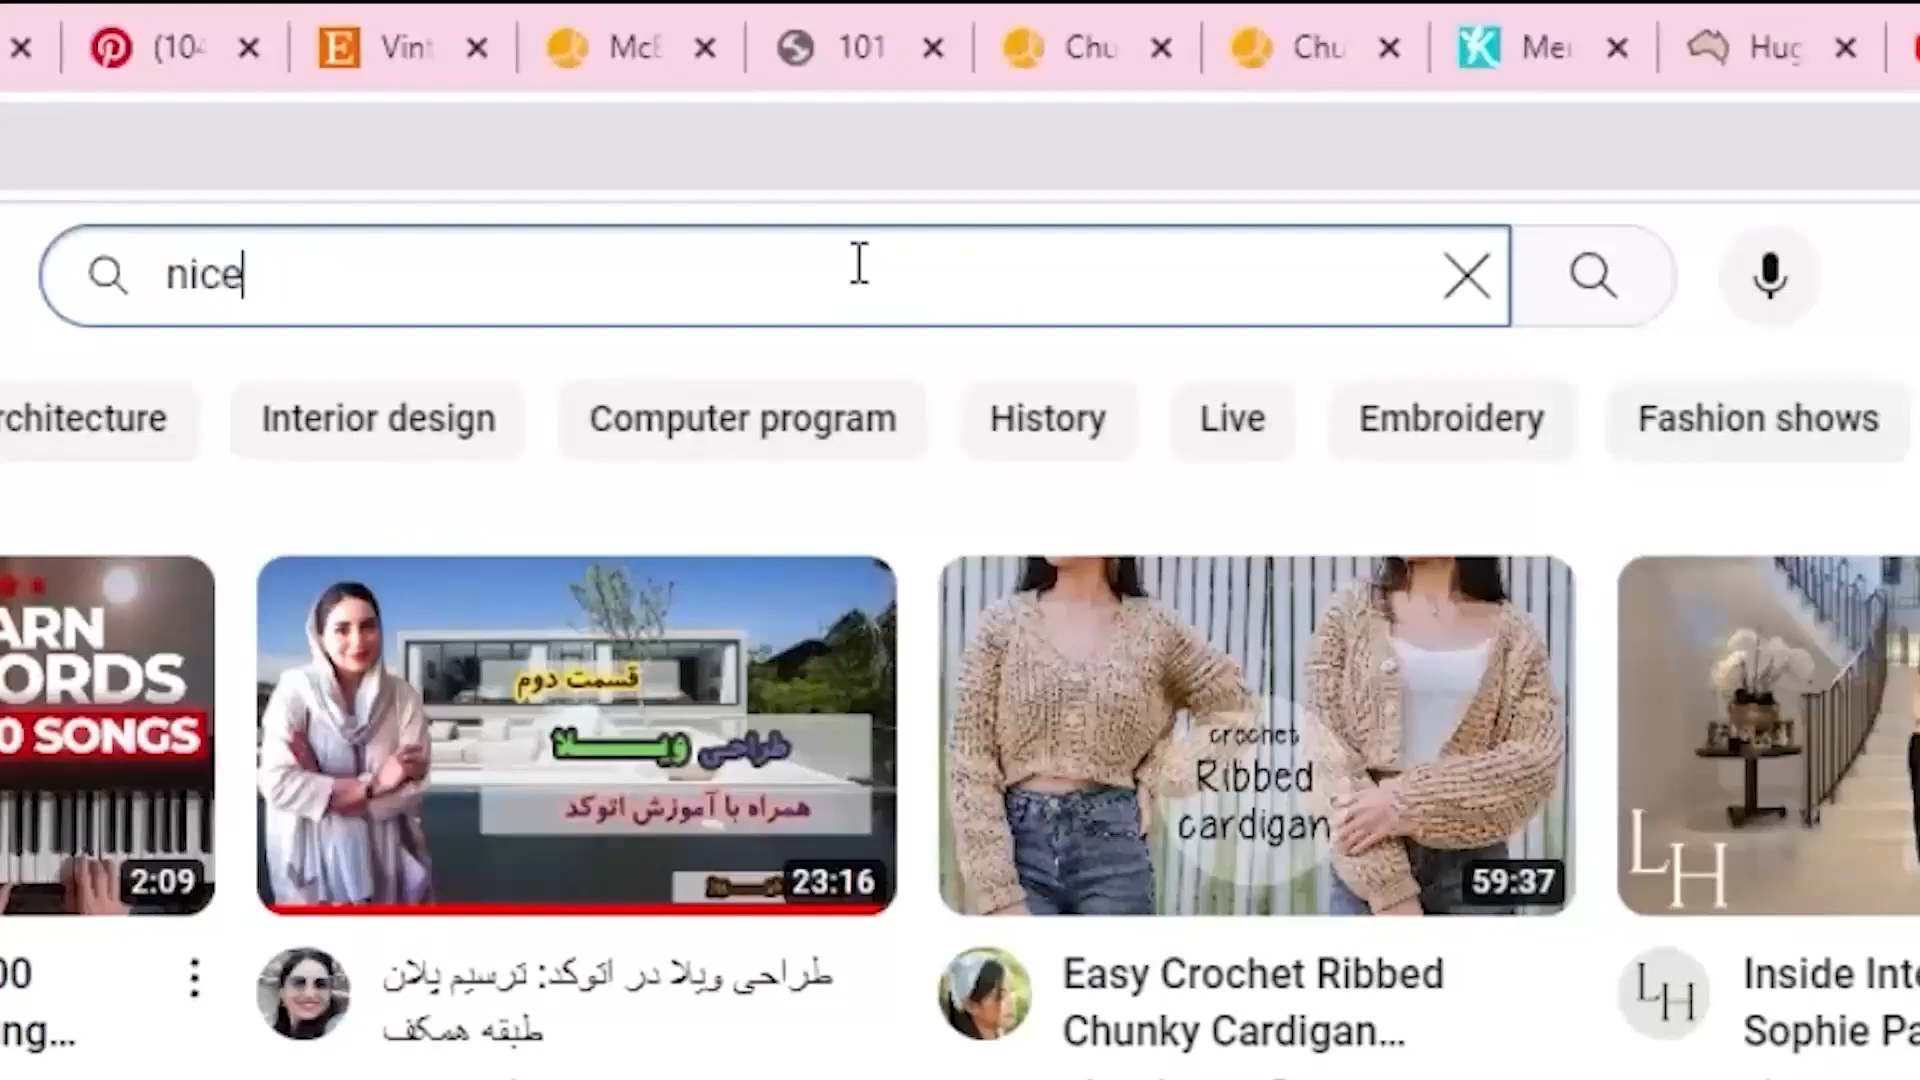 (10
Vint
McE
101
Chu
Chu
Mer
Hug
nice
rchitecture
Interior design
Computer program
History
Live
Embroidery
Fashion shows
ARN
ORDS
0 SONGS
2:09
قسمت دوم
طراحی ویلا
همراه با آموزش اتوکد
23:16
crochet
Ribbed
cardigan
59:37
LH
00
ng...
طراحی ویلا در اتوکد: ترسیم پلان
طبقه همکف
Easy Crochet Ribbed
Chunky Cardigan...
LH
Inside Inte
Sophie Pa